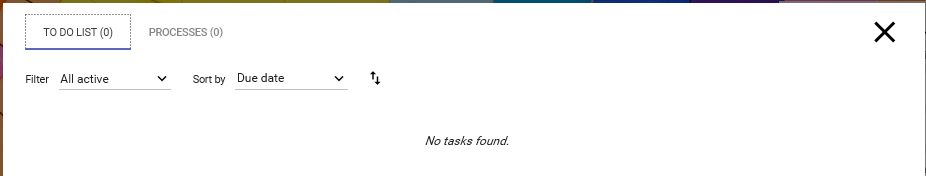 TO DO LIST (0) PROCESSES (0)
Filter All active Sort by Due date
No tasks found.